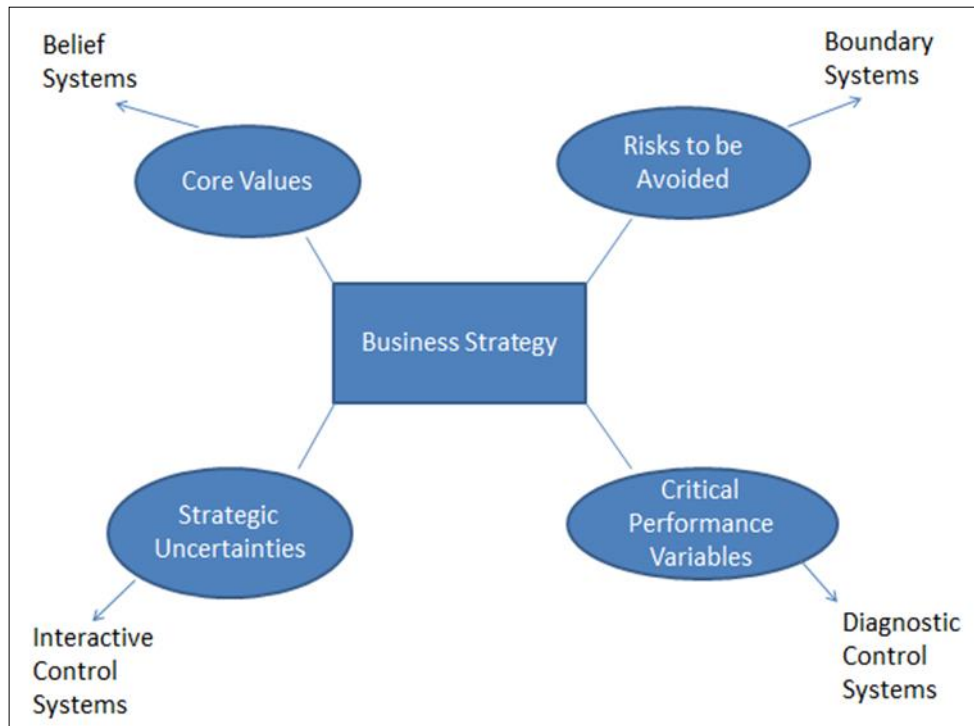 Belief
Systems
Boundary
Systems
Core Values
Risks to be
Avoided
Business Strategy
Strategic
Uncertainties
Critical
Performance
Variables
Interactive
Control
Systems
Diagnostic
Control
Systems